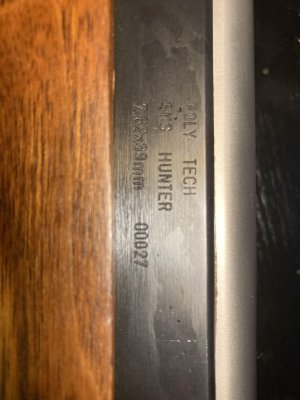 POLY TECH
SKS HUNTER
7.62x39mm 00027